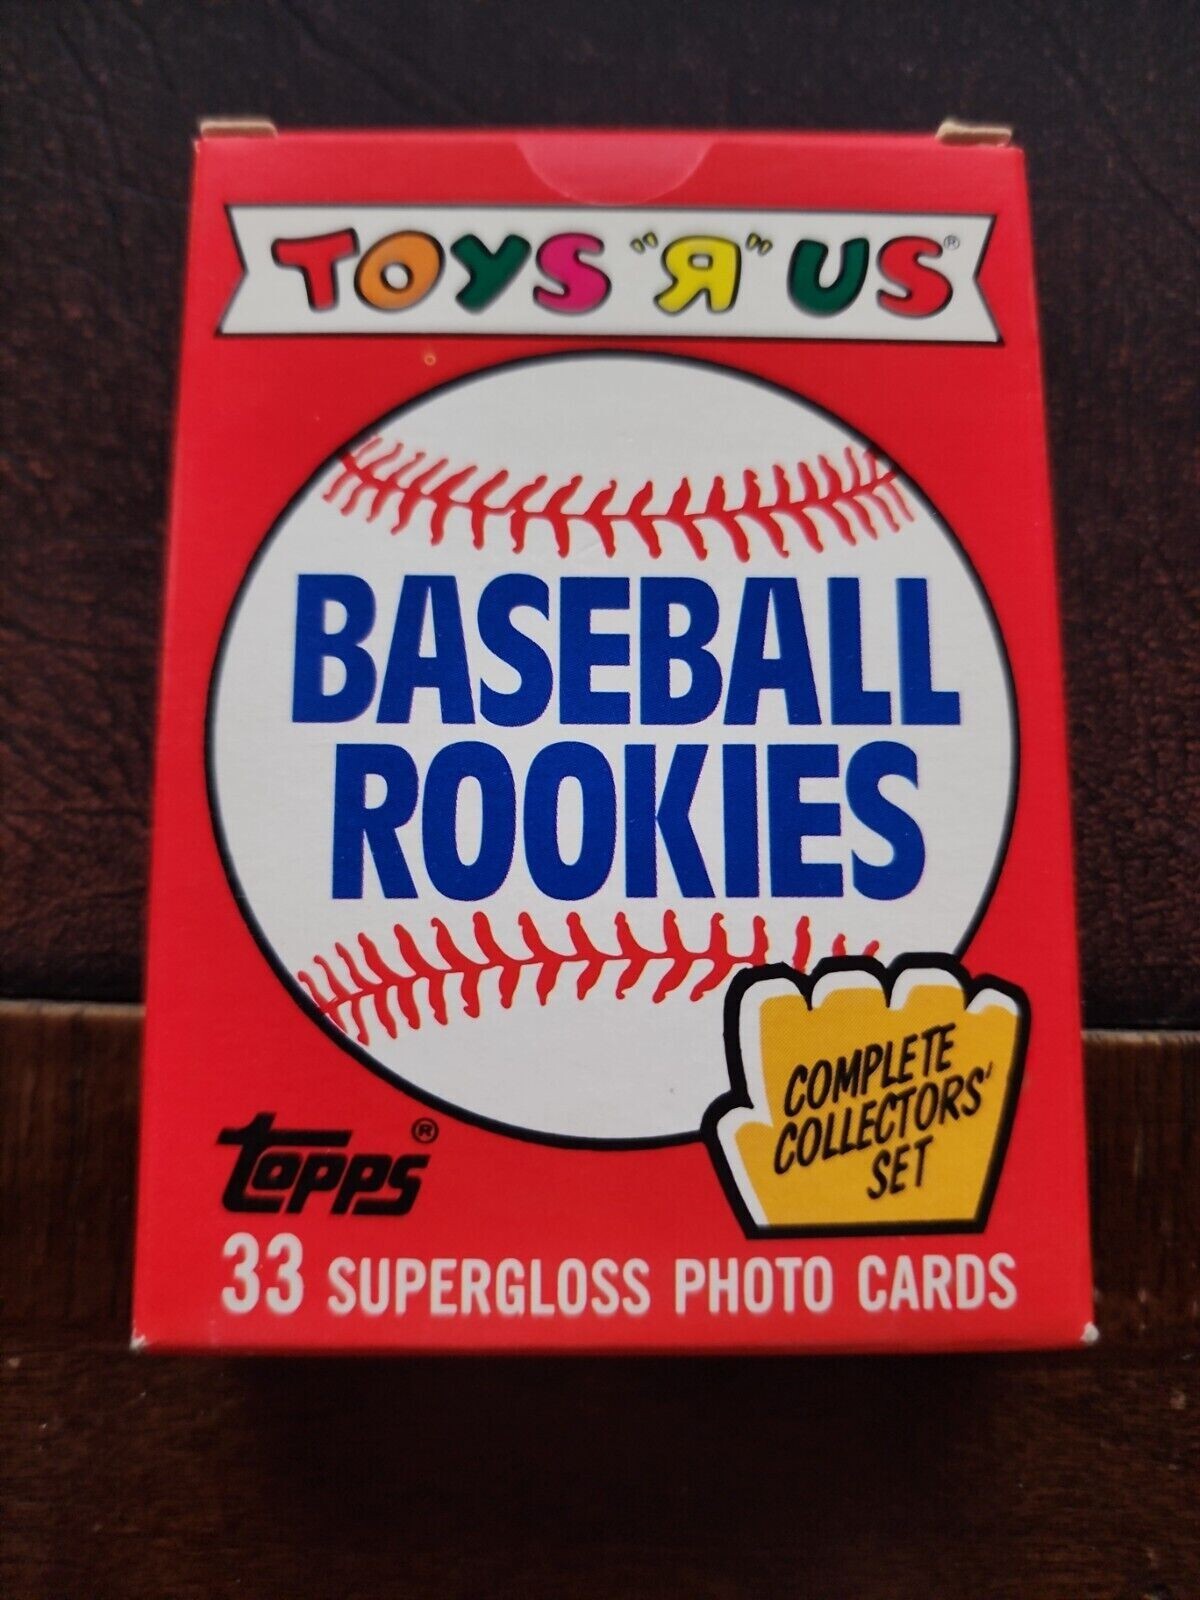 TOYS "Я" US®
BASEBALL
ROOKIES
COMPLETE
COLLECTORS'
SET
topps®
33 SUPERGLOSS PHOTO CARDS